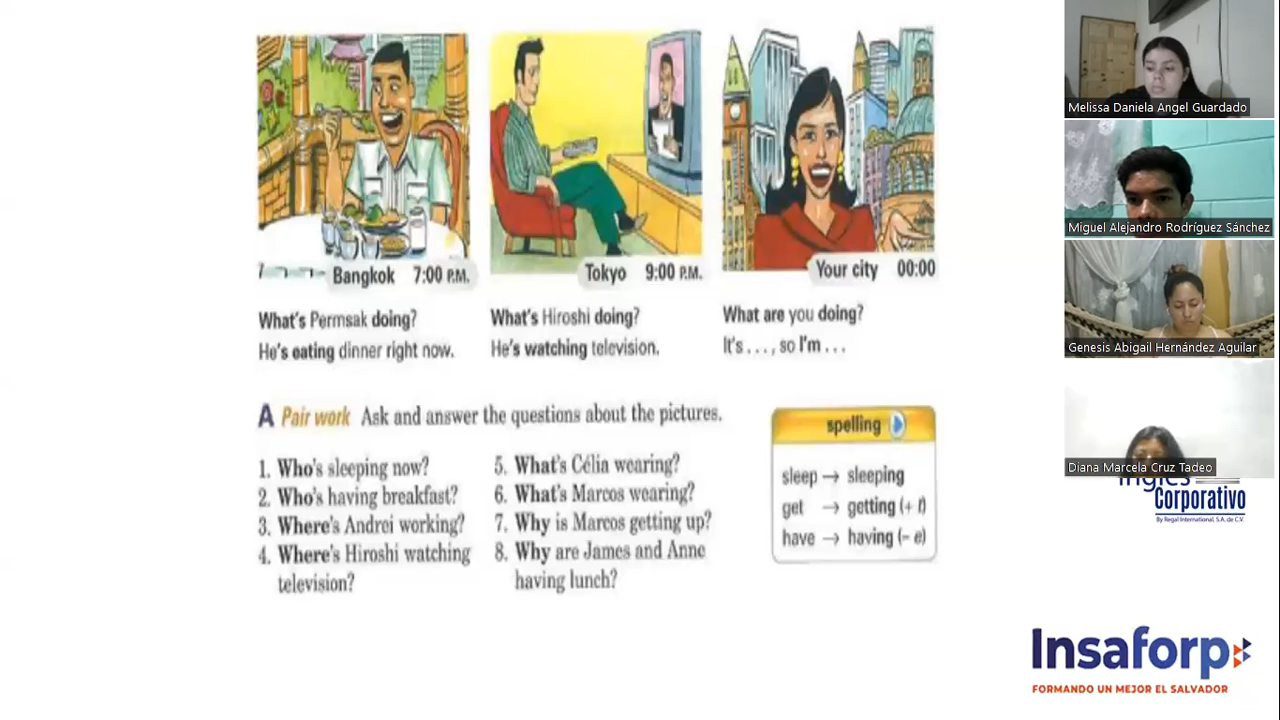 Bangkok 7:00 P.M.
Tokyo 9:00 P.M.
Your city 00:00
What's Permsak doing?
He's eating dinner right now.
What's Hiroshi doing?
He's watching television.
What are you doing?
It's . . . , so I'm . . .
A Pair work Ask and answer the questions about the pictures.
1. Who's sleeping now?
2. Who's having breakfast?
3. Where's Andrei working?
4. Where's Hiroshi watching
television?
5. What's Célia wearing?
6. What's Marcos wearing?
7. Why is Marcos getting up?
8. Why are James and Anne
having lunch?
spelling
sleep → sleeping
get → getting (+ t)
have → having (– e)
Melissa Daniela Angel Guardado
Miguel Alejandro Rodríguez Sánchez
Genesis Abigail Hernández Aguilar
Diana Marcela Cruz Tadeo
Inglés
Corporativo
By Regal International, S.A. de C.V.
Insaforp
FORMANDO UN MEJOR EL SALVADOR